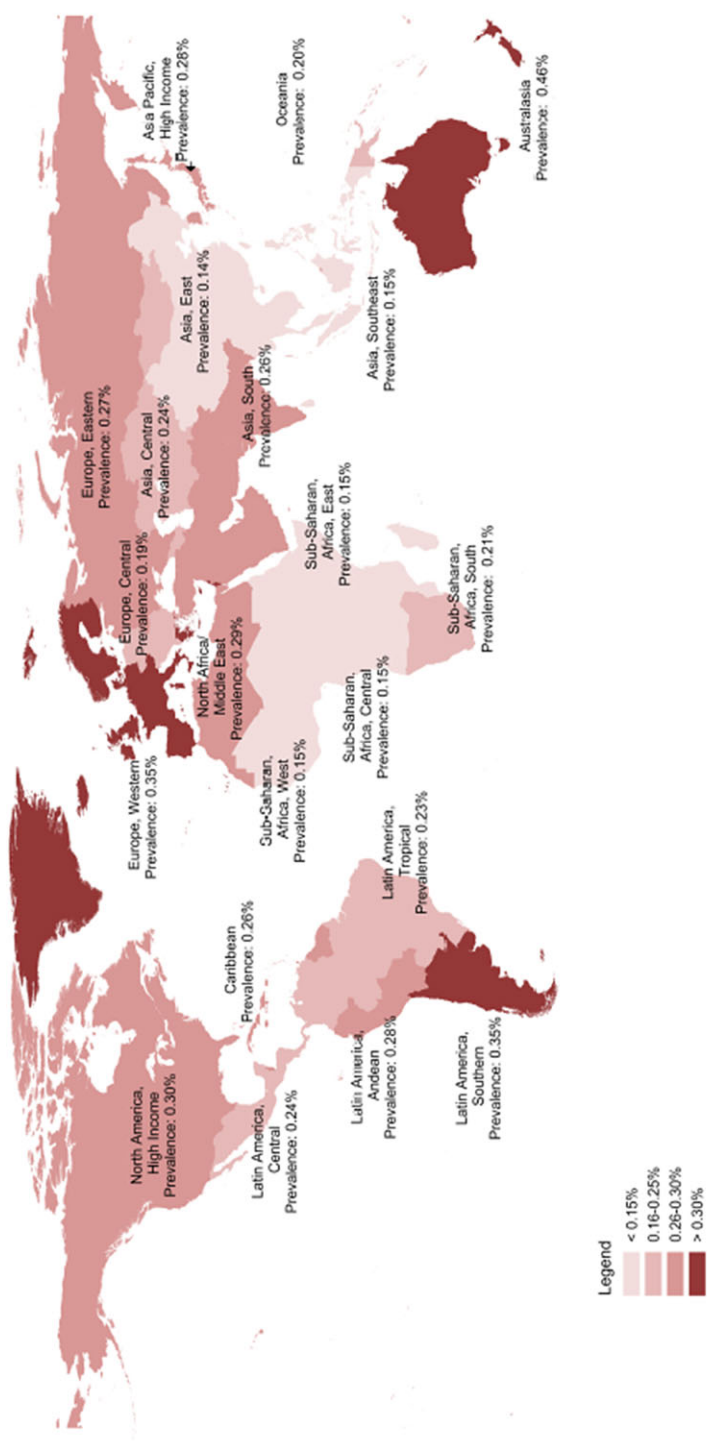 North America,
High Income
Prevalence: 0.30%
Latin America,
Central
Prevalence: 0.24%
Caribbean
Prevalence: 0.26%
Latin America,
Andean
Prevalence: 0.28%
Latin America,
Southern
Prevalence: 0.35%
Latin America,
Tropical
Prevalence: 0.23%
Europe, Western
Prevalence: 0.35%
Europe, Central
Prevalence: 0.19%
Europe, Eastern
Prevalence: 0.27%
North Africa/
Middle East
Prevalence: 0.29%
Sub-Saharan,
Africa, West
Prevalence: 0.15%
Sub-Saharan,
Africa, Central
Prevalence: 0.15%
Sub-Saharan,
Africa, East
Prevalence: 0.15%
Sub-Saharan,
Africa, South
Prevalence: 0.21%
Asia, Central
Prevalence: 0.24%
Asia, South
Prevalence: 0.26%
Asia, East
Prevalence: 0.14%
Asia, Southeast
Prevalence: 0.15%
Asia Pacific,
High Income
Prevalence: 0.28%
Oceania
Prevalence: 0.20%
Australasia
Prevalence: 0.46%
Legend
< 0.15%
0.16-0.25%
0.26-0.30%
> 0.30%